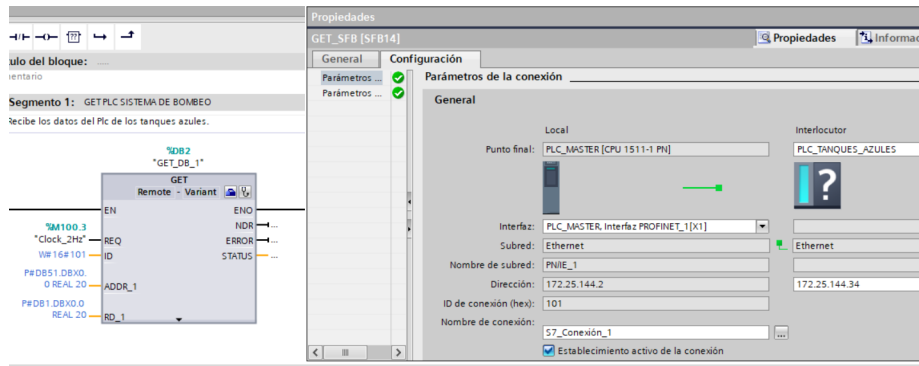 Propiedades
GET_SFB [SFB14]
Propiedades
Informac
General
Configuración
ulo del bloque:
nentario
Segmento 1: GET PLC SISTEMA DE BOMBEO
Recibe los datos del Plc de los tanques azules.
%DB2
"GET_DB_1"
GET
Remote - Variant
EN
ENO
NDR
...
%M100.3
"Clock_2Hz"
REQ
ERROR
...
W#16#101
ID
STATUS
...
P#DB51.DBX0.
0 REAL 20
ADDR_1
P#DB1.DBX0.0
REAL 20
RD_1
Parámetros ...
Parámetros ...
Parámetros de la conexión
General
Local
Interlocutor
Punto final:
PLC_MASTER [CPU 1511-1 PN]
PLC_TANQUES_AZULES
?
Interfaz:
PLC_MASTER, Interfaz PROFINET_1[X1]
Subred:
Ethernet
Ethernet
Nombre de subred:
PN/IE_1
Dirección:
172.25.144.2
172.25.144.34
ID de conexión (hex):
101
Nombre de conexión:
S7_Conexión_1
...
Establecimiento activo de la conexión